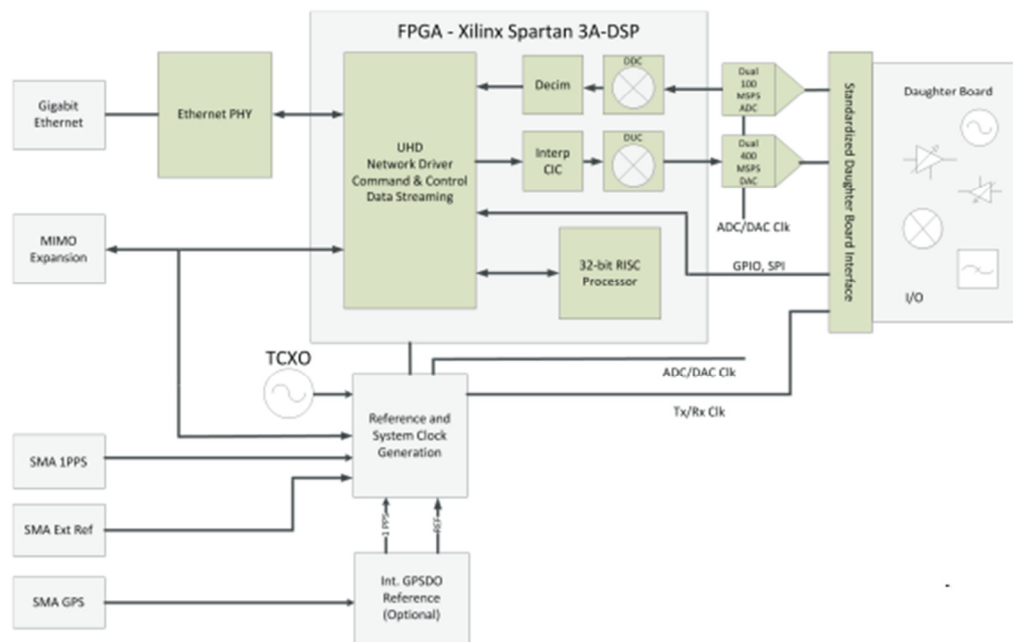 FPGA - Xilinx Spartan 3A-DSP
Gigabit
Ethernet
Ethernet PHY
UHD
Network Driver
Command & Control
Data Streaming
Decim
DDC
Dual
100
MSPS
ADC
Interp
CIC
DUC
Dual
400
MSPS
DAC
ADC/DAC Clk
Standardized Daughter Board Interface
Daughter Board
I/O
MIMO
Expansion
GPIO, SPI
32-bit RISC
Processor
TCXO
ADC/DAC Clk
Tx/Rx Clk
Reference and
System Clock
Generation
SMA 1PPS
SMA Ext Ref
1 PPS
REF
SMA GPS
Int. GPSDO
Reference
(Optional)